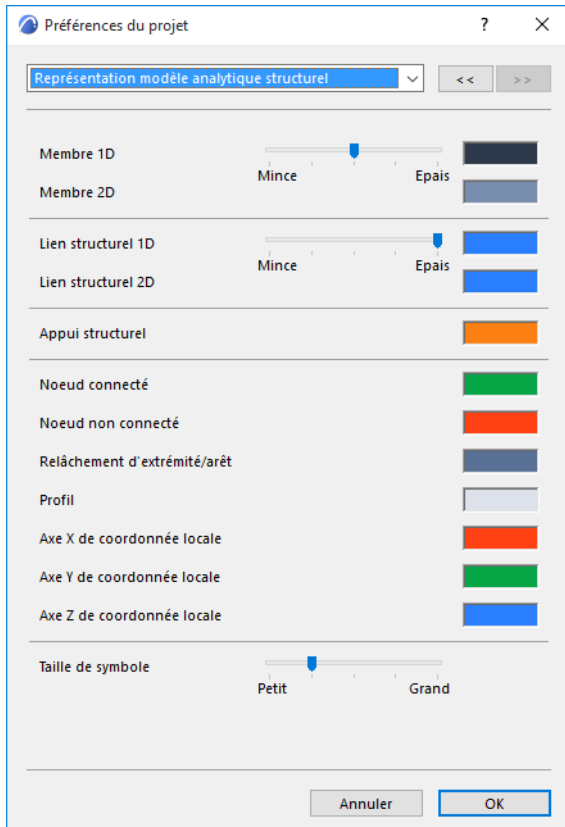 Préférences du projet
?
Représentation modèle analytique structurel
<<
>>
Membre 1D
Mince
Epais
Membre 2D
Lien structurel 1D
Mince
Epais
Lien structurel 2D
Appui structurel
Noeud connecté
Noeud non connecté
Relâchement d'extrémité/arêt
Profil
Axe X de coordonnée locale
Axe Y de coordonnée locale
Axe Z de coordonnée locale
Taille de symbole
Petit
Grand
Annuler
OK